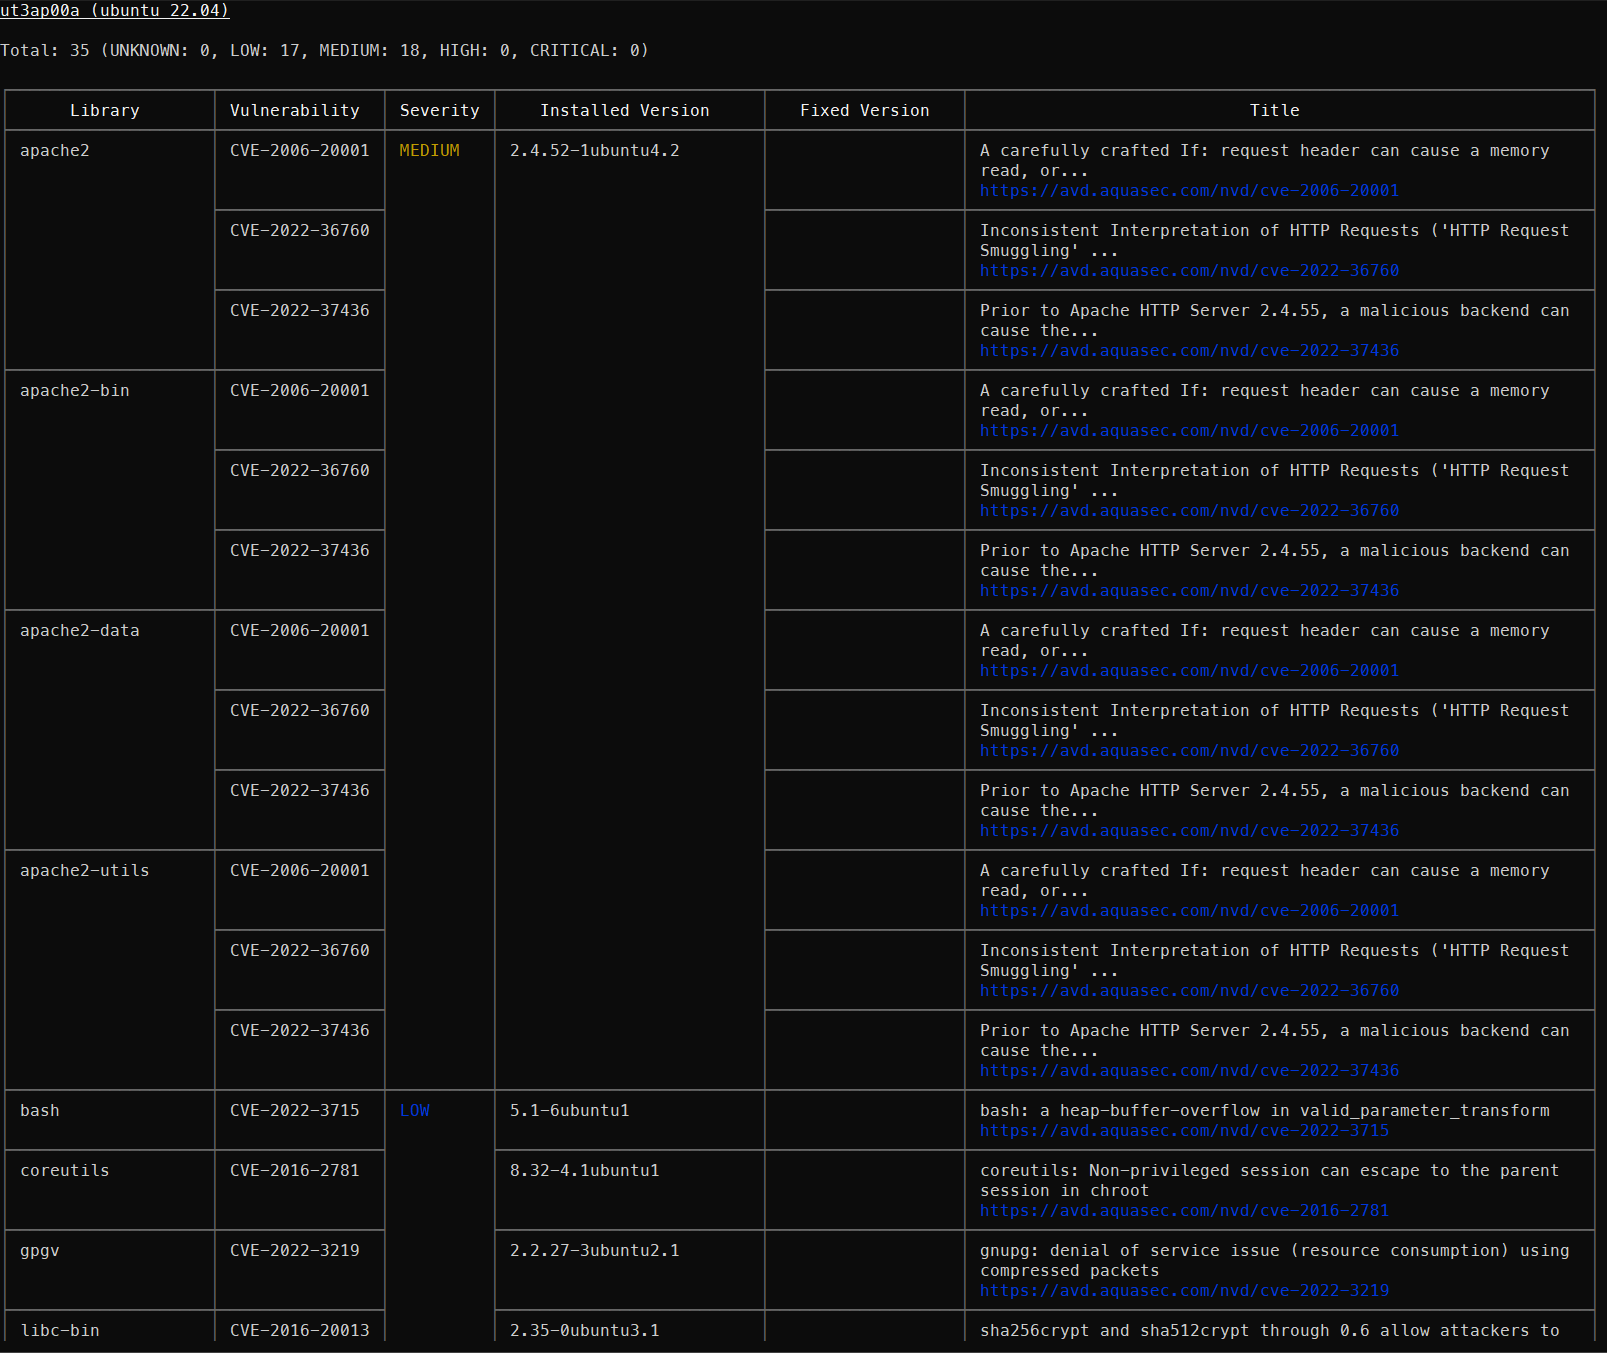 ut3ap00a (ubuntu 22.04)
Total: 35 (UNKNOWN: 0, LOW: 17, MEDIUM: 18, HIGH: 0, CRITICAL: 0)
Library Vulnerability Severity Installed Version Fixed Version Title
apache2 CVE-2006-20001 MEDIUM 2.4.52-1ubuntu4.2 A carefully crafted If: request header can cause a memory
read, or...
https://avd.aquasec.com/nvd/cve-2006-20001
CVE-2022-36760 Inconsistent Interpretation of HTTP Requests ('HTTP Request
Smuggling' ...
https://avd.aquasec.com/nvd/cve-2022-36760
CVE-2022-37436 Prior to Apache HTTP Server 2.4.55, a malicious backend can
cause the...
https://avd.aquasec.com/nvd/cve-2022-37436
apache2-bin CVE-2006-20001 A carefully crafted If: request header can cause a memory
read, or...
https://avd.aquasec.com/nvd/cve-2006-20001
CVE-2022-36760 Inconsistent Interpretation of HTTP Requests ('HTTP Request
Smuggling' ...
https://avd.aquasec.com/nvd/cve-2022-36760
CVE-2022-37436 Prior to Apache HTTP Server 2.4.55, a malicious backend can
cause the...
https://avd.aquasec.com/nvd/cve-2022-37436
apache2-data CVE-2006-20001 A carefully crafted If: request header can cause a memory
read, or...
https://avd.aquasec.com/nvd/cve-2006-20001
CVE-2022-36760 Inconsistent Interpretation of HTTP Requests ('HTTP Request
Smuggling' ...
https://avd.aquasec.com/nvd/cve-2022-36760
CVE-2022-37436 Prior to Apache HTTP Server 2.4.55, a malicious backend can
cause the...
https://avd.aquasec.com/nvd/cve-2022-37436
apache2-utils CVE-2006-20001 A carefully crafted If: request header can cause a memory
read, or...
https://avd.aquasec.com/nvd/cve-2006-20001
CVE-2022-36760 Inconsistent Interpretation of HTTP Requests ('HTTP Request
Smuggling' ...
https://avd.aquasec.com/nvd/cve-2022-36760
CVE-2022-37436 Prior to Apache HTTP Server 2.4.55, a malicious backend can
cause the...
https://avd.aquasec.com/nvd/cve-2022-37436
bash CVE-2022-3715 LOW 5.1-6ubuntu1 bash: a heap-buffer-overflow in valid_parameter_transform
https://avd.aquasec.com/nvd/cve-2022-3715
coreutils CVE-2016-2781 8.32-4.1ubuntu1 coreutils: Non-privileged session can escape to the parent
session in chroot
https://avd.aquasec.com/nvd/cve-2016-2781
gpgv CVE-2022-3219 2.2.27-3ubuntu2.1 gnupg: denial of service issue (resource consumption) using
compressed packets
https://avd.aquasec.com/nvd/cve-2022-3219
libc-bin CVE-2016-20013 2.35-0ubuntu3.1 sha256crypt and sha512crypt through 0.6 allow attackers to